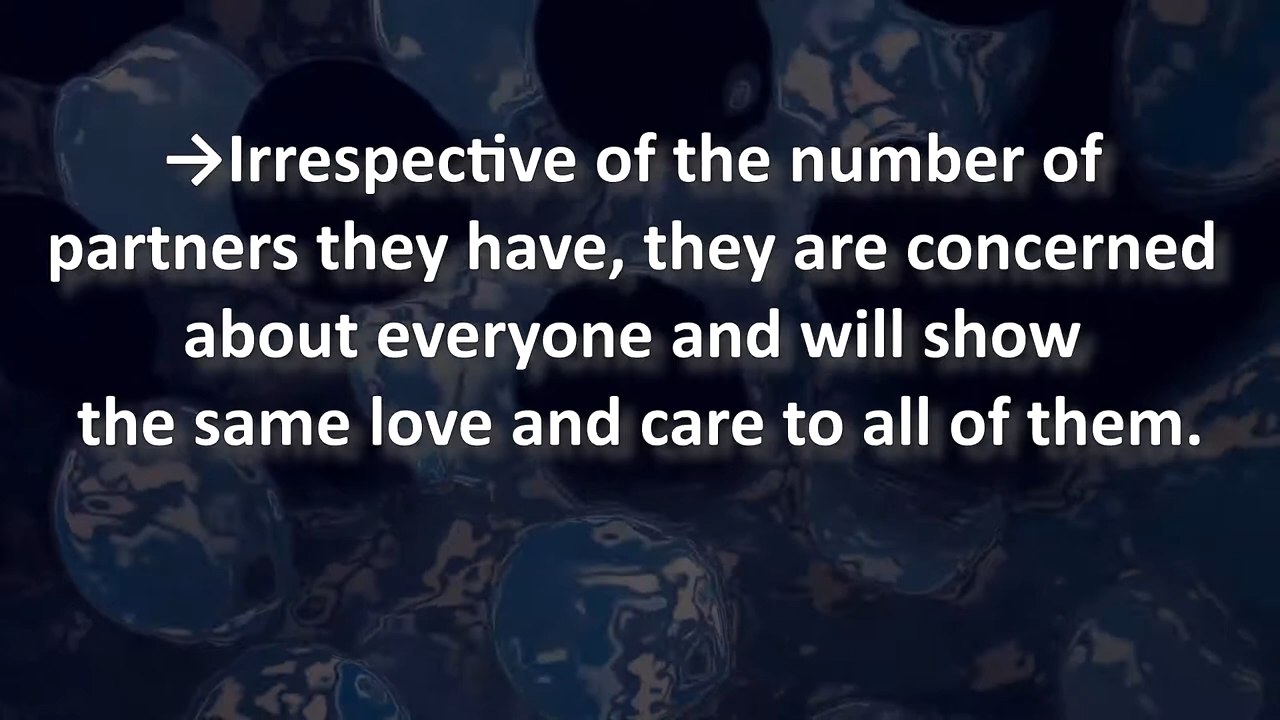 →Irrespective of the number of
partners they have, they are concerned
about everyone and will show
the same love and care to all of them.